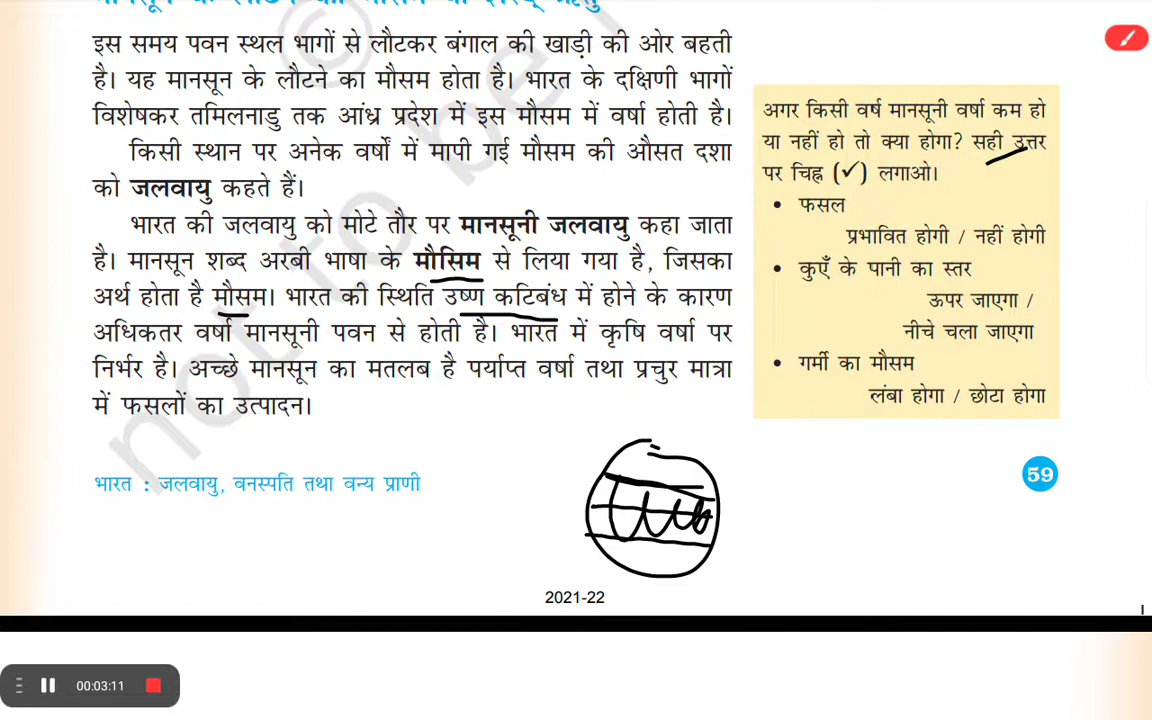 इस समय पवन स्थल भागों से लौटकर बंगाल की खाड़ी की ओर बहती
है। यह मानसून के लौटने का मौसम होता है। भारत के दक्षिणी भागों
विशेषकर तमिलनाडु तक आंध्र प्रदेश में इस मौसम में वर्षा होती है।
किसी स्थान पर अनेक वर्षों में मापी गई मौसम की औसत दशा
को जलवायु कहते हैं।
भारत की जलवायु को मोटे तौर पर मानसूनी जलवायु कहा जाता
है। मानसून शब्द अरबी भाषा के मौसिम से लिया गया है, जिसका
अर्थ होता है मौसम। भारत की स्थिति उष्ण कटिबंध में होने के कारण
अधिकतर वर्षा मानसूनी पवन से होती है। भारत में कृषि वर्षा पर
निर्भर है। अच्छे मानसून का मतलब है पर्याप्त वर्षा तथा प्रचुर मात्रा
में फसलों का उत्पादन।
अगर किसी वर्ष मानसूनी वर्षा कम हो
या नहीं हो तो क्या होगा? सही उत्तर
पर चिह्न (✓) लगाओ।
• फसल
प्रभावित होगी / नहीं होगी
• कुएँ के पानी का स्तर
ऊपर जाएगा /
नीचे चला जाएगा
• गर्मी का मौसम
लंबा होगा / छोटा होगा
भारत : जलवायु, वनस्पति तथा वन्य प्राणी
59
2021-22
00:03:11
© not to be r